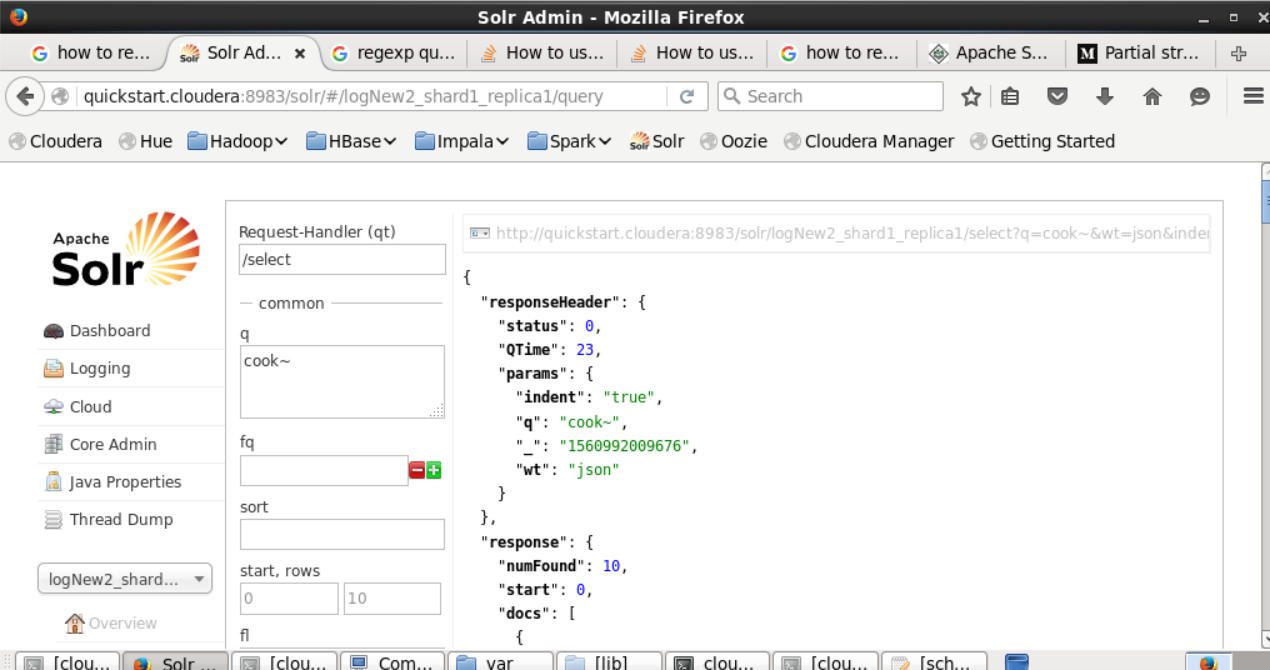 Solr Admin - Mozilla Firefox
how to re... Solr Ad... regexp qu... How to us... How to us... how to re... Apache S... M Partial str...
quickstart.cloudera:8983/solr/#/logNew2_shard1_replica1/query Search
Cloudera Hue Hadoop HBase Impala Spark Solr Oozie Cloudera Manager Getting Started
Apache
Solr
Dashboard
Logging
Cloud
Core Admin
Java Properties
Thread Dump
logNew2_shard...
Overview
Request-Handler (qt)
/select
common
q
cook~
fq
sort
start, rows
0 10
fl
http://quickstart.cloudera:8983/solr/logNew2_shard1_replica1/select?q=cook~&wt=json&inder
{
"responseHeader": {
"status": 0,
"QTime": 23,
"params": {
"indent": "true",
"q": "cook~",
"_": "1560992009676",
"wt": "json"
}
},
"response": {
"numFound": 10,
"start": 0,
"docs": [
{
[clou... Solr ... [clou... Com... var [lib] clou... [clou... [sch...